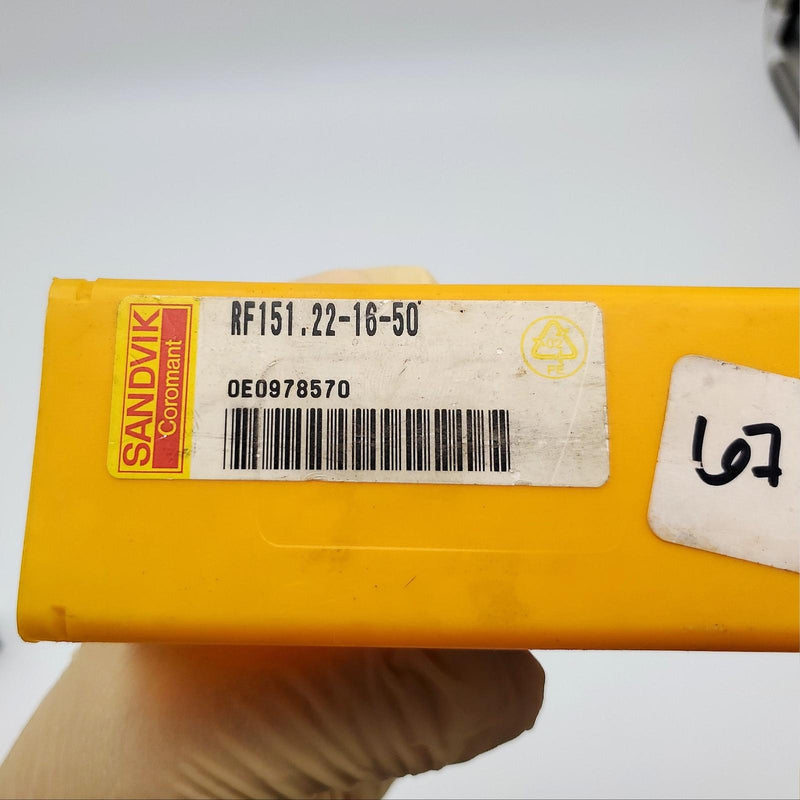 SANDVIK
Coromant
RF151.22-16-50
0E0978570
02
PE
67